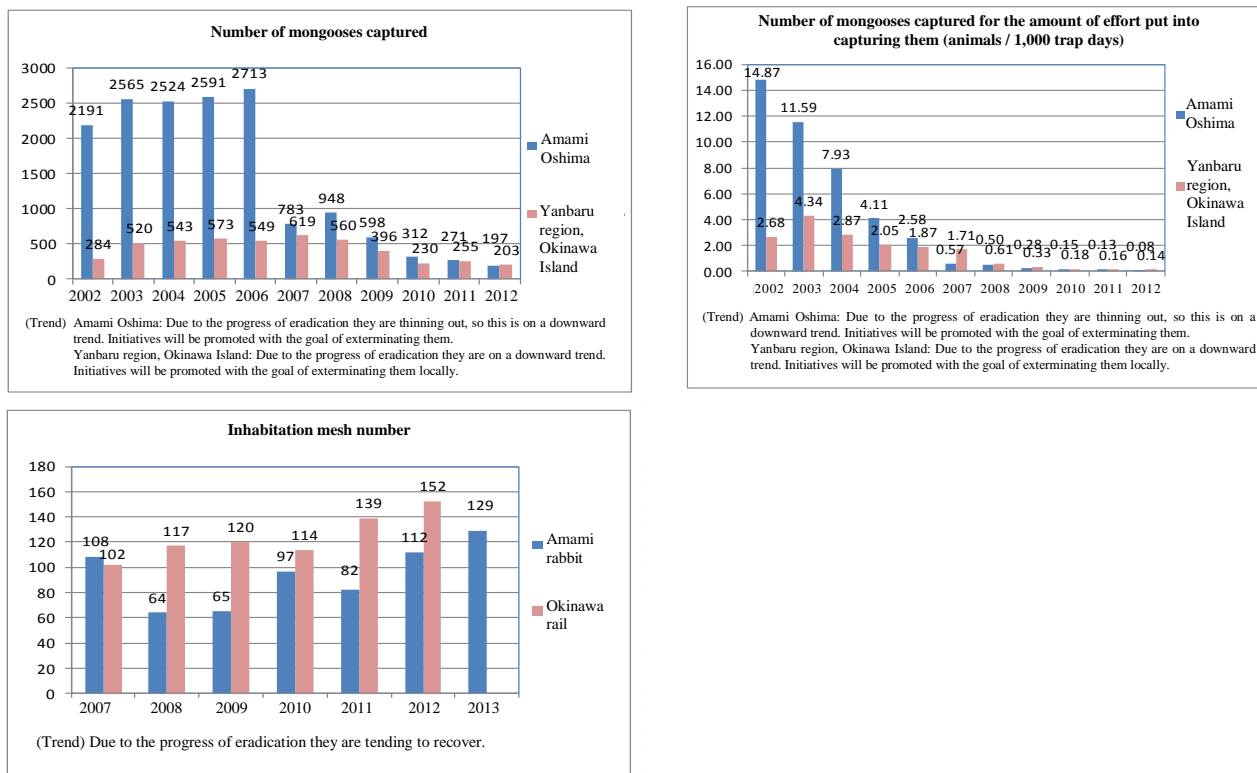 Number of mongooses captured
3000
2500
2000
1500
1000
500
0
2191
2565
2524
2591
2713
783
948
598
312
271
197
284
520
543
573
549
619
560
396
230
255
203
2002 2003 2004 2005 2006 2007 2008 2009 2010 2011 2012
Amami
Oshima
Yanbaru
region,
Okinawa
Island
(Trend) Amami Oshima: Due to the progress of eradication they are thinning out, so this is on a downward
trend. Initiatives will be promoted with the goal of exterminating them.
Yanbaru region, Okinawa Island: Due to the progress of eradication they are on a downward trend.
Initiatives will be promoted with the goal of exterminating them locally.
Number of mongooses captured for the amount of effort put into
capturing them (animals / 1,000 trap days)
16.00
14.00
12.00
10.00
8.00
6.00
4.00
2.00
0.00
14.87
11.59
7.93
4.11
2.58
0.57
0.50
0.28
0.15
0.13
0.08
2.68
4.34
2.87
2.05
1.87
1.71
0.61
0.33
0.18
0.16
0.14
2002 2003 2004 2005 2006 2007 2008 2009 2010 2011 2012
Amami
Oshima
Yanbaru
region,
Okinawa
Island
(Trend) Amami Oshima: Due to the progress of eradication they are thinning out, so this is on a
downward trend. Initiatives will be promoted with the goal of exterminating them.
Yanbaru region, Okinawa Island: Due to the progress of eradication they are on a downward
trend. Initiatives will be promoted with the goal of exterminating them locally.
Inhabitation mesh number
180
160
140
120
100
80
60
40
20
0
108
64
65
97
82
112
129
102
117
120
114
139
152
2007 2008 2009 2010 2011 2012 2013
Amami
rabbit
Okinawa
rail
(Trend) Due to the progress of eradication they are tending to recover.